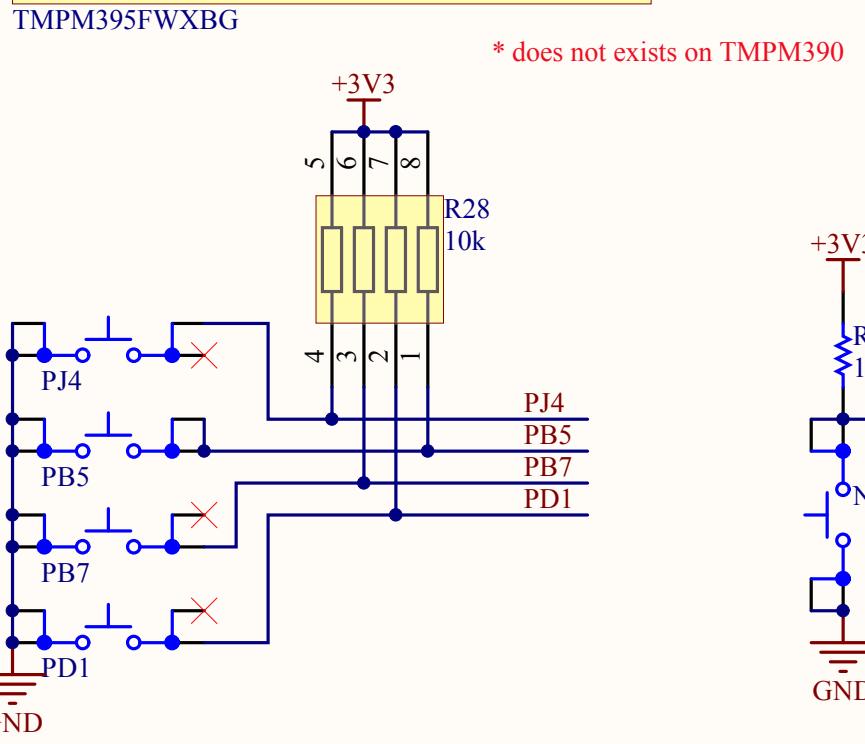 TMPM395FWXBG
* does not exists on TMPM390
+3V3
5 6 7 8
R28
10k
4 3 2 1
PJ4
PB5
PB7
PD1
PJ4
PB5
PB7
PD1
+3V3
GND